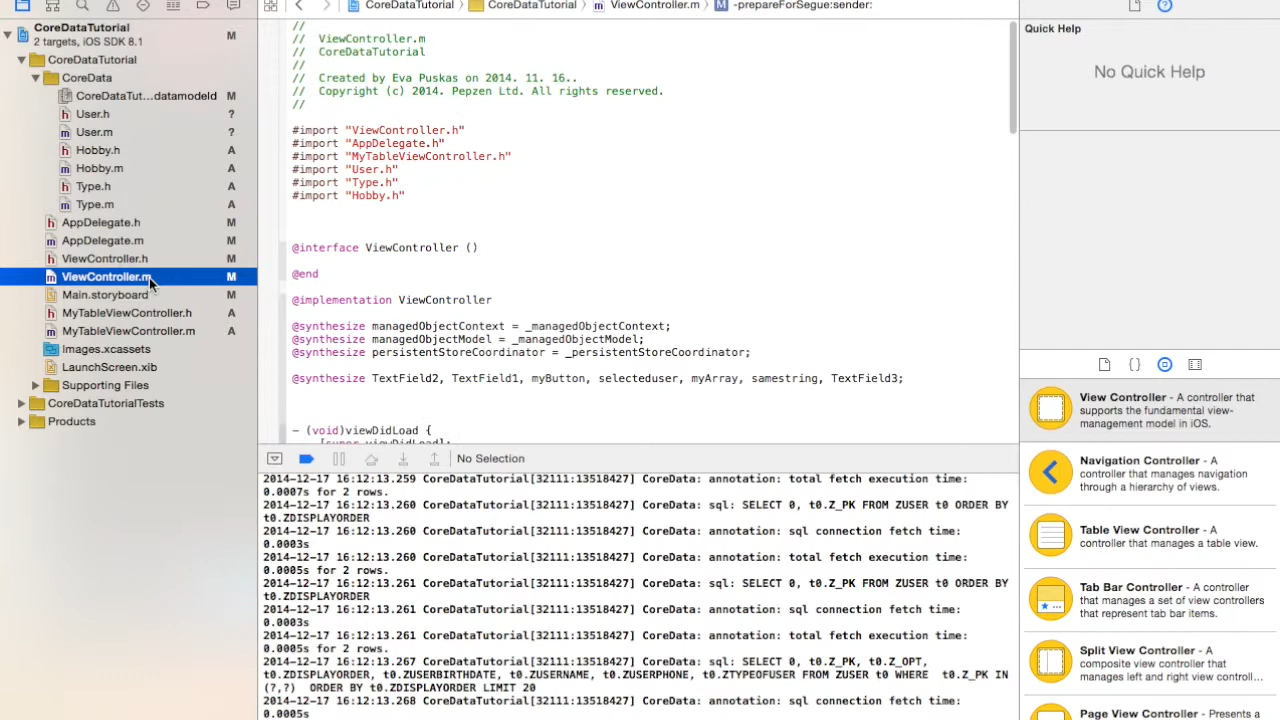 CoreDataTutorial
CoreDataTutorial
ViewController.m
-prepareForSegue:sender:
CoreDataTutorial
2 targets, iOS SDK 8.1
M
CoreDataTutorial
CoreData
CoreDataTut...datamodeld
M
User.h
?
User.m
?
Hobby.h
A
Hobby.m
A
Type.h
A
Type.m
A
AppDelegate.h
M
AppDelegate.m
M
ViewController.h
M
ViewController.m
M
Main.storyboard
M
MyTableViewController.h
A
MyTableViewController.m
A
Images.xcassets
LaunchScreen.xib
Supporting Files
CoreDataTutorialTests
Products
//
//  ViewController.m
//  CoreDataTutorial
//
//  Created by Eva Puskas on 2014. 11. 16..
//  Copyright (c) 2014. Pepzen Ltd. All rights reserved.
//
#import "ViewController.h"
#import "AppDelegate.h"
#import "MyTableViewController.h"
#import "User.h"
#import "Type.h"
#import "Hobby.h"
@interface ViewController ()
@end
@implementation ViewController
@synthesize managedObjectContext = _managedObjectContext;
@synthesize managedObjectModel = _managedObjectModel;
@synthesize persistentStoreCoordinator = _persistentStoreCoordinator;
@synthesize TextField2, TextField1, myButton, selecteduser, myArray, samestring, TextField3;
- (void)viewDidLoad {
[super viewDidLoad];
No Selection
2014-12-17 16:12:13.259 CoreDataTutorial[32111:13518427] CoreData: annotation: total fetch execution time:
0.0007s for 2 rows.
2014-12-17 16:12:13.260 CoreDataTutorial[32111:13518427] CoreData: sql: SELECT 0, t0.Z_PK FROM ZUSER t0 ORDER BY
t0.ZDISPLAYORDER
2014-12-17 16:12:13.260 CoreDataTutorial[32111:13518427] CoreData: annotation: sql connection fetch time:
0.0003s
2014-12-17 16:12:13.260 CoreDataTutorial[32111:13518427] CoreData: annotation: total fetch execution time:
0.0005s for 2 rows.
2014-12-17 16:12:13.261 CoreDataTutorial[32111:13518427] CoreData: sql: SELECT 0, t0.Z_PK FROM ZUSER t0 ORDER BY
t0.ZDISPLAYORDER
2014-12-17 16:12:13.261 CoreDataTutorial[32111:13518427] CoreData: annotation: sql connection fetch time:
0.0003s
2014-12-17 16:12:13.261 CoreDataTutorial[32111:13518427] CoreData: annotation: total fetch execution time:
0.0005s for 2 rows.
2014-12-17 16:12:13.267 CoreDataTutorial[32111:13518427] CoreData: sql: SELECT 0, t0.Z_PK, t0.Z_OPT,
t0.ZDISPLAYORDER, t0.ZUSERBIRTHDATE, t0.ZUSERNAME, t0.ZUSERPHONE, t0.ZTYPEOFUSER FROM ZUSER t0 WHERE  t0.Z_PK IN
(?,?)  ORDER BY t0.ZDISPLAYORDER LIMIT 20
2014-12-17 16:12:13.268 CoreDataTutorial[32111:13518427] CoreData: annotation: sql connection fetch time:
0.0005s
Quick Help
No Quick Help
View Controller - A controller that
supports the fundamental view-
management model in iOS.
Navigation Controller - A
controller that manages navigation
through a hierarchy of views.
Table View Controller - A
controller that manages a table view.
Tab Bar Controller - A controller
that manages a set of view controllers
that represent tab bar items.
Split View Controller - A
composite view controller that
manages left and right view controll...
Page View Controller - Presents a